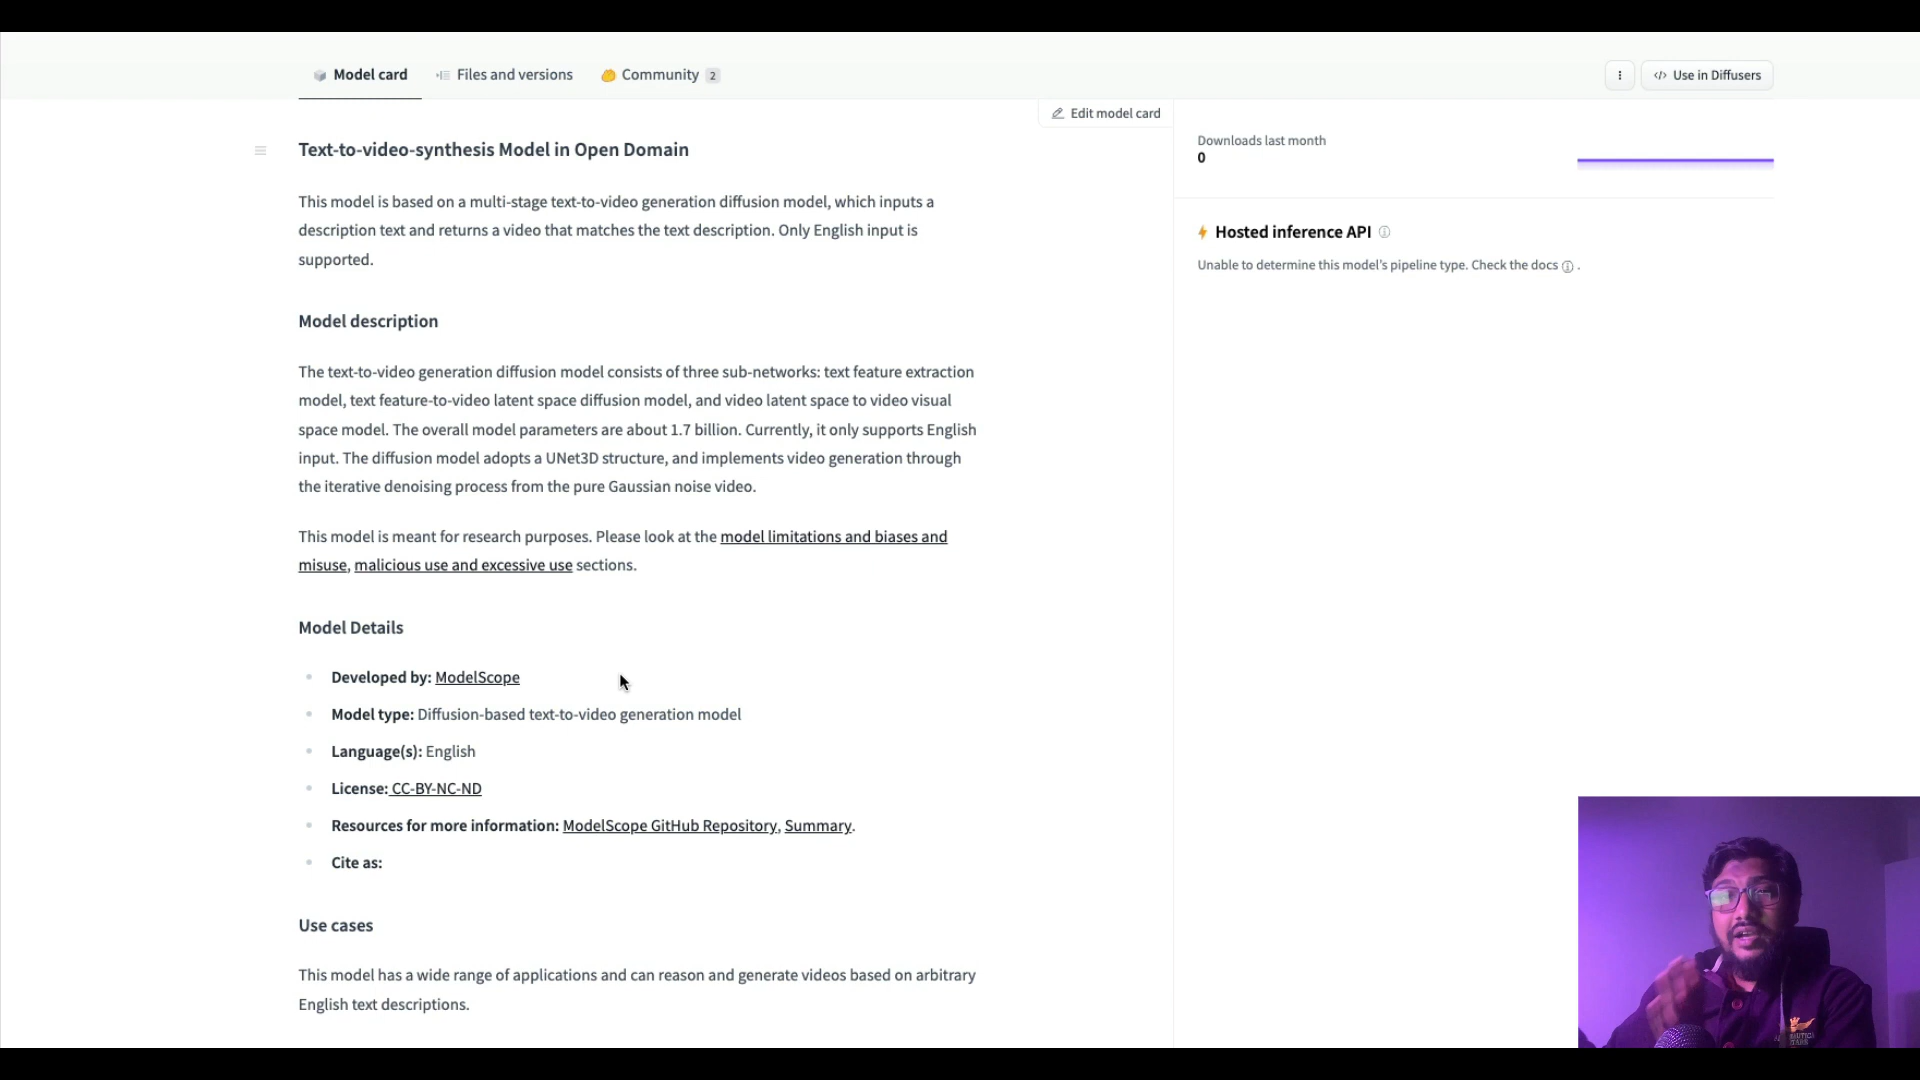 Model card
Files and versions
Community 2
Use in Diffusers
Edit model card
Text-to-video-synthesis Model in Open Domain
This model is based on a multi-stage text-to-video generation diffusion model, which inputs a
description text and returns a video that matches the text description. Only English input is
supported.
Model description
The text-to-video generation diffusion model consists of three sub-networks: text feature extraction
model, text feature-to-video latent space diffusion model, and video latent space to video visual
space model. The overall model parameters are about 1.7 billion. Currently, it only supports English
input. The diffusion model adopts a UNet3D structure, and implements video generation through
the iterative denoising process from the pure Gaussian noise video.
This model is meant for research purposes. Please look at the model limitations and biases and
misuse, malicious use and excessive use sections.
Model Details
Developed by: ModelScope
Model type: Diffusion-based text-to-video generation model
Language(s): English
License: CC-BY-NC-ND
Resources for more information: ModelScope GitHub Repository, Summary.
Cite as:
Use cases
This model has a wide range of applications and can reason and generate videos based on arbitrary
English text descriptions.
Downloads last month
0
Hosted inference API
Unable to determine this model's pipeline type. Check the docs .